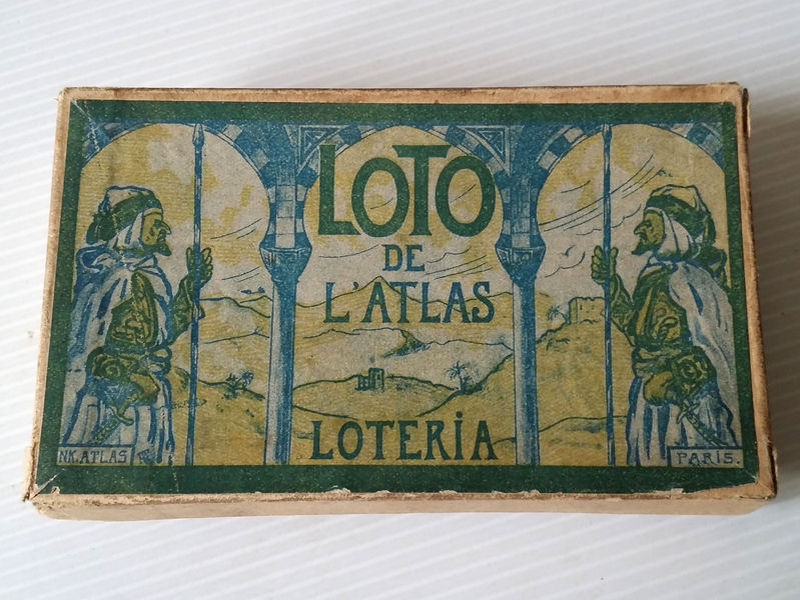 LOTO
DE
L'ATLAS
LOTERIA
NK. ATLAS
PARIS.